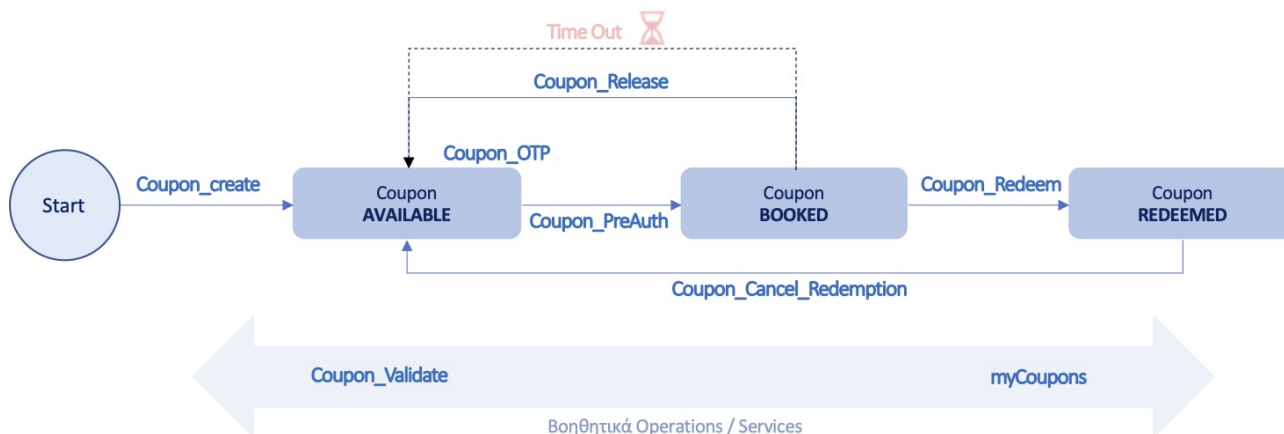 Time Out
Coupon_Release
Coupon_OTP
Coupon_create
Start
Coupon
AVAILABLE
Coupon_PreAuth
Coupon
BOOKED
Coupon_Redeem
Coupon
REDEEMED
Coupon_Cancel_Redemption
Coupon_Validate
myCoupons
Βοηθητικά Operations / Services